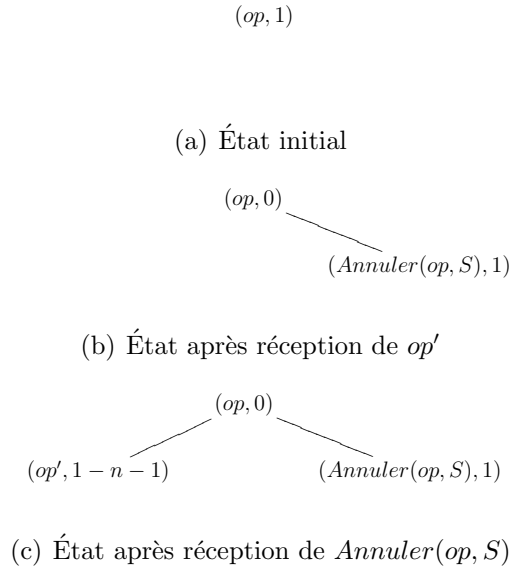 (op, 1)
(a) État initial
(op, 0)
(Annuler(op, S), 1)
(b) État après réception de op′
(op, 0)
(op′, 1 − n − 1) (Annuler(op, S), 1)
(c) État après réception de Annuler(op, S)